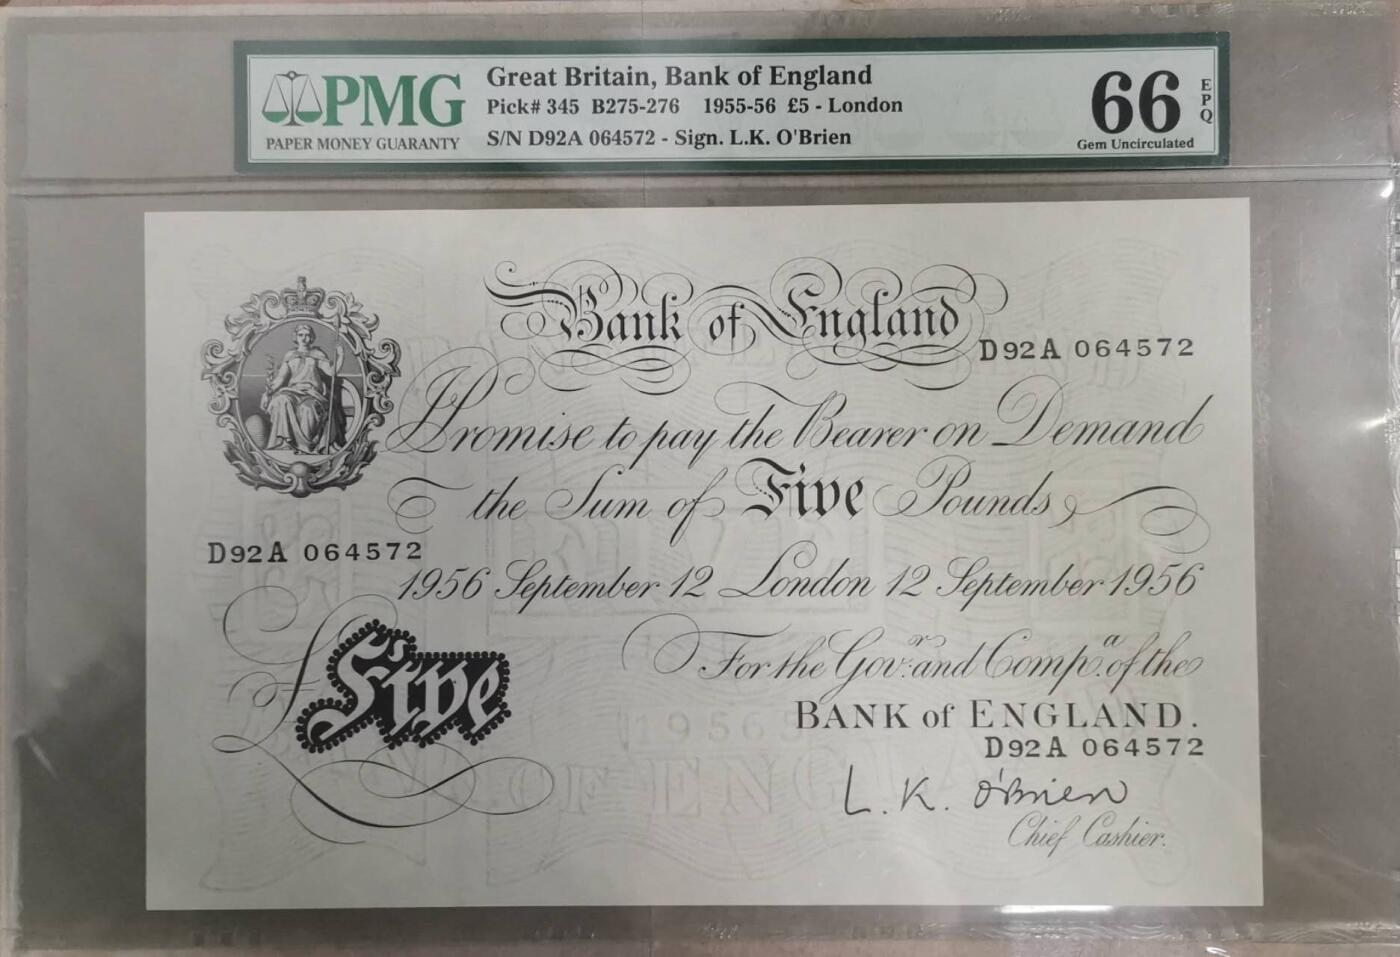 PMG
PAPER MONEY GUARANTY
Great Britain, Bank of England
Pick# 345 B275-276 1955-56 £5 - London
S/N D92A 064572 - Sign. L.K. O'Brien
66 EPQ
Gem Uncirculated
Bank of England
D92A 064572
I Promise to pay the Bearer on Demand
the Sum of Five Pounds
D92A 064572
1956 September 12 London 12 September 1956
£ Five
For the Govr. and Compa. of the
BANK of ENGLAND.
D92A 064572
L. K. O'Brien
Chief Cashier.